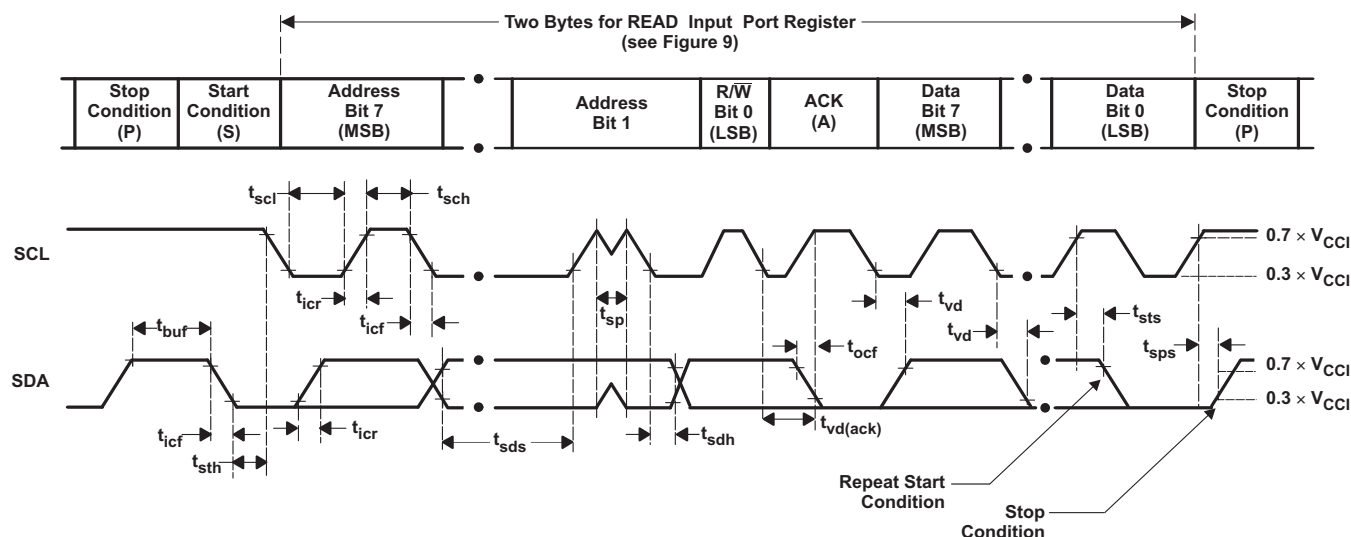 Two Bytes for READ Input Port Register
(see Figure 9)
Stop
Condition
(P)
Start
Condition
(S)
Address
Bit 7
(MSB)
Address
Bit 1
R/W̅
Bit 0
(LSB)
ACK
(A)
Data
Bit 7
(MSB)
Data
Bit 0
(LSB)
Stop
Condition
(P)
tscl
tsch
SCL
0.7 × VCCI
0.3 × VCCI
ticr
ticf
tsp
tvd
tvd
tsts
tbuf
tocf
tsps
SDA
0.7 × VCCI
0.3 × VCCI
ticf
ticr
tsth
tsds
tsdh
tvd(ack)
Repeat Start
Condition
Stop
Condition